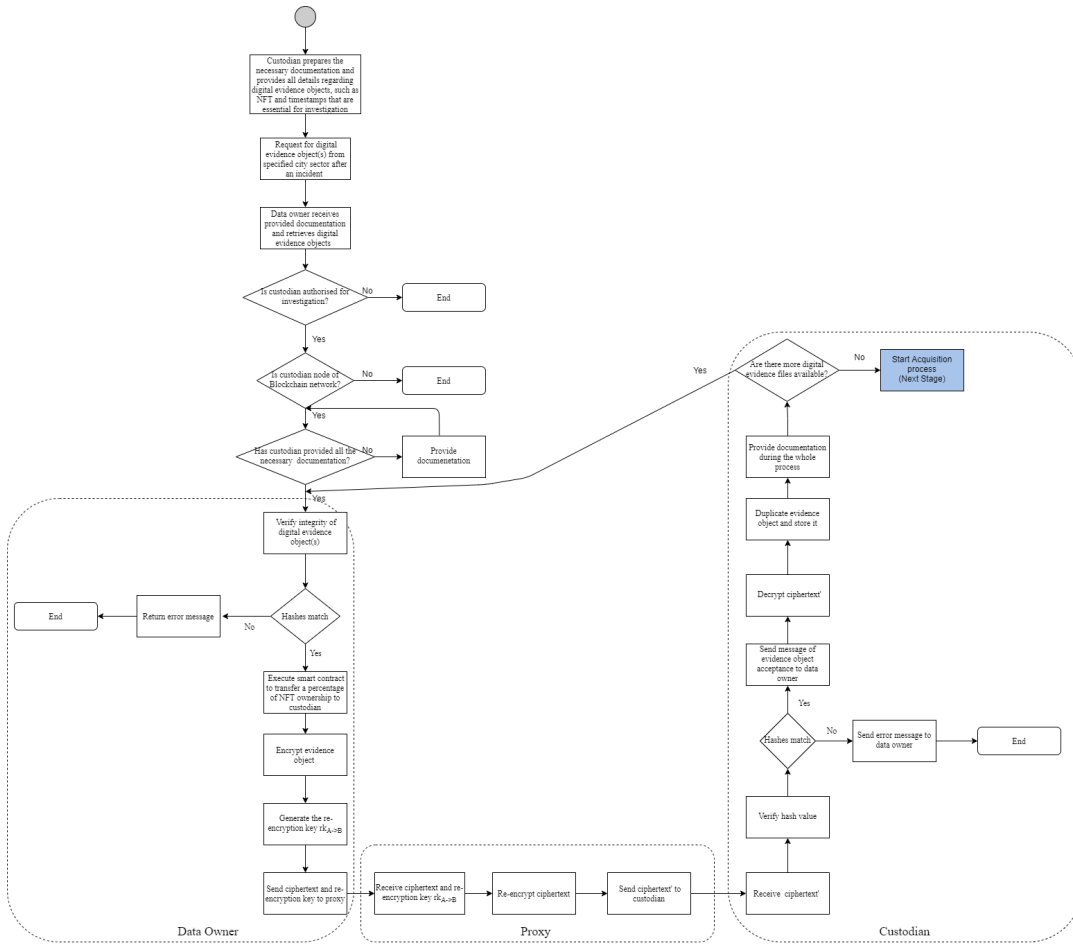 Custodian prepares the
necessary documentation and
provides all details regarding
digital evidence objects, such as
NFT and timestamps that are
essential for investigation
Request for digital
evidence object(s) from
specified city sector after
an incident
Data owner receives
provided documentation
and retrieves digital
evidence objects
Is custodian authorised for
investigation?
No
End
Yes
Is custodian node of
Blockchain network?
No
End
Yes
Has custodian provided all the
necessary documentation?
No
Provide
documenetation
Yes
Verify integrity of
digital evidence
object(s)
Hashes match
No
Return error message
End
Yes
Execute smart contract
to transfer a percentage
of NFT ownership to
custodian
Encrypt evidence
object
Generate the re-
encryption key rkA->B
Send ciphertext and re-
encryption key to proxy
Data Owner
Receive ciphertext and re-
encryption key rkA->B
Re-encrypt ciphertext
Send ciphertext' to
custodian
Proxy
Receive ciphertext'
Verify hash value
Hashes match
No
Send error message to
data owner
End
Yes
Send message of
evidence object
acceptance to data
owner
Decrypt ciphertext'
Duplicate evidence
object and store it
Provide documentation
during the whole
process
Are there more digital
evidence files available?
Yes
No
Start Acquisition
process
(Next Stage)
Custodian